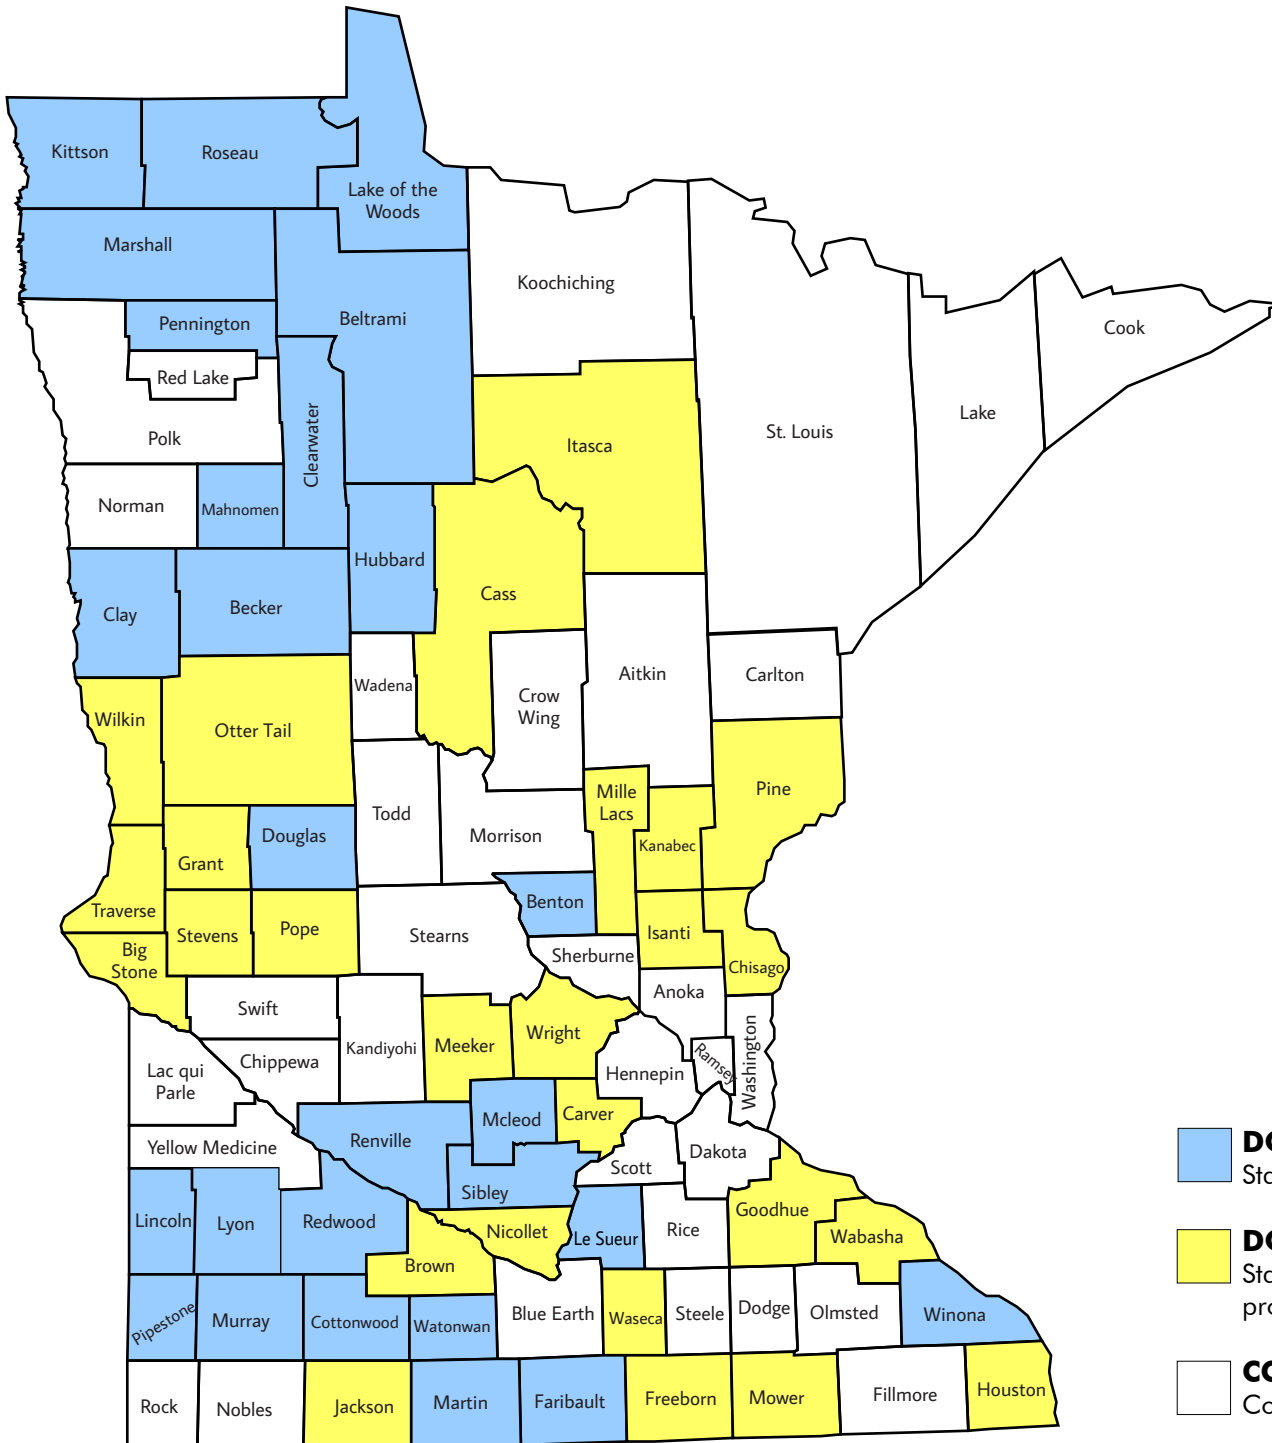 Kittson
Roseau
Lake of the
Woods
Marshall
Koochiching
Pennington
Beltrami
Cook
Red Lake
Lake
Polk
Clearwater
St. Louis
Itasca
Norman
Mahnomen
Hubbard
Cass
Becker
Clay
Aitkin
Carlton
Wadena
Crow
Wing
Wilkin
Otter Tail
Pine
Mille
Lacs
Todd
Morrison
Douglas
Kanabec
Grant
Benton
Traverse
Pope
Stevens
Stearns
Isanti
Big
Stone
Sherburne
Chisago
Anoka
Swift
Wright
Meeker
Kandiyohi
Chippewa
Washington
Ramsey
Hennepin
Lac qui
Parle
Carver
Mcleod
Renville
Yellow Medicine
Dakota
Scott
Sibley
Goodhue
Lincoln
Lyon
Redwood
Nicollet
Rice
Le Sueur
Wabasha
Brown
Pipestone
Murray
Cottonwood
Watonwan
Blue Earth
Waseca
Steele
Dodge
Olmsted
Winona
Rock
Nobles
Jackson
Martin
Faribault
Freeborn
Mower
Fillmore
Houston